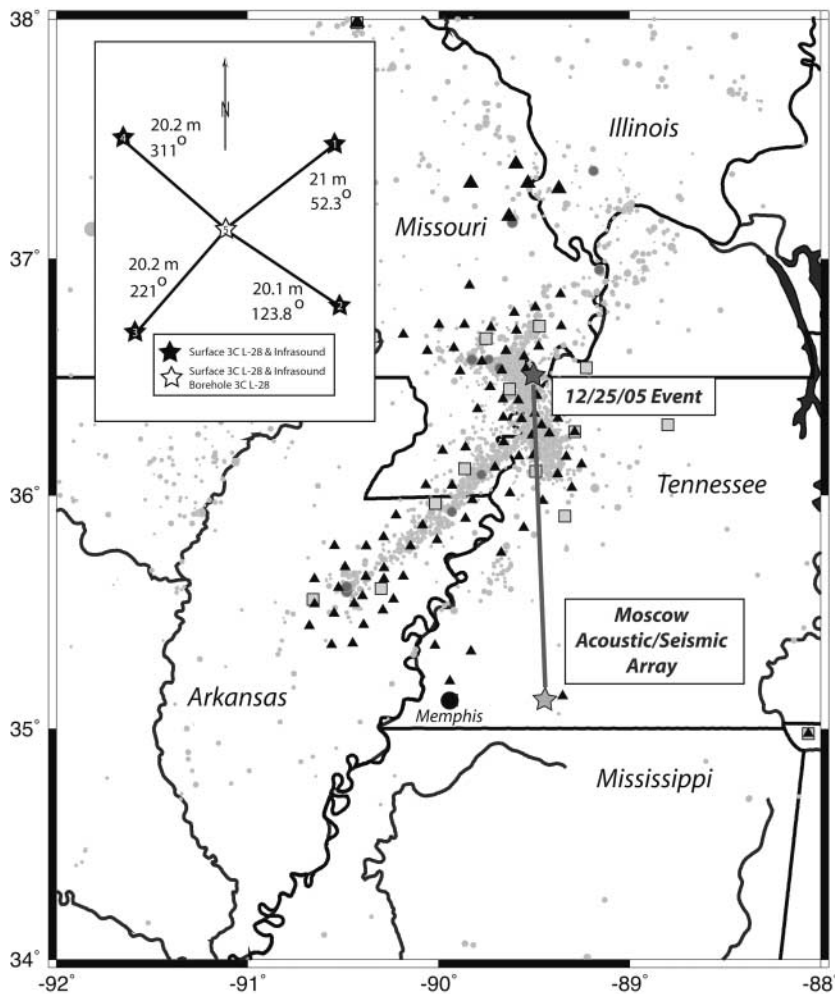 38°
37°
36°
35°
34°
-92°
-91°
-90°
-89°
-88°
N
4
20.2 m
311°
1
21 m
52.3°
5
20.2 m
221°
3
20.1 m
123.8°
2
Surface 3C L-28 & Infrasound
Surface 3C L-28 & Infrasound
Borehole 3C L-28
Illinois
Missouri
12/25/05 Event
Tennessee
Moscow
Acoustic/Seismic
Array
Arkansas
Memphis
Mississippi